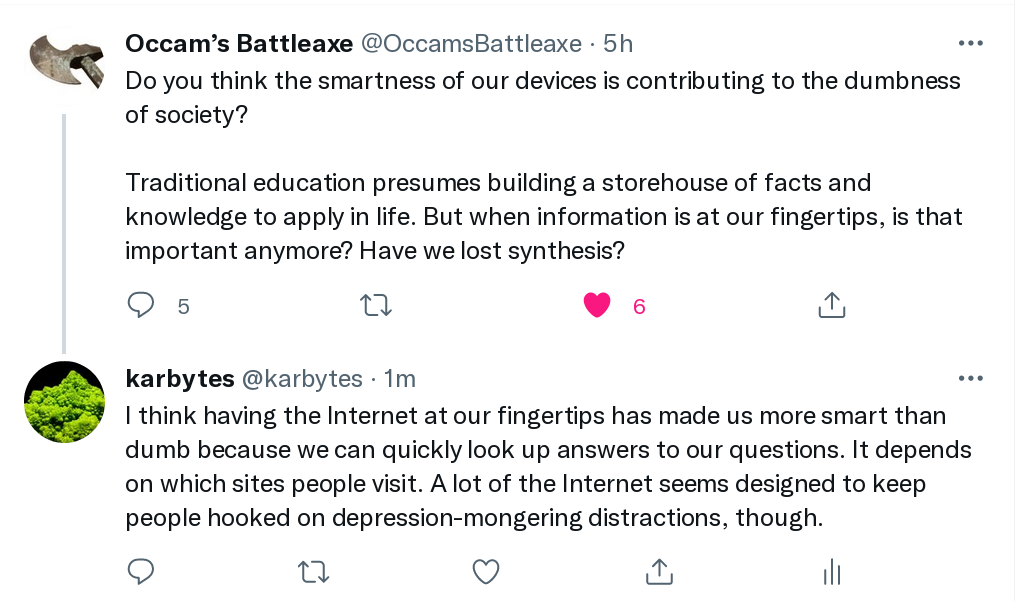 Occam’s Battleaxe @OccamsBattleaxe · 5h
Do you think the smartness of our devices is contributing to the dumbness
of society?
Traditional education presumes building a storehouse of facts and
knowledge to apply in life. But when information is at our fingertips, is that
important anymore? Have we lost synthesis?
5 6
karbytes @karbytes · 1m
I think having the Internet at our fingertips has made us more smart than
dumb because we can quickly look up answers to our questions. It depends
on which sites people visit. A lot of the Internet seems designed to keep
people hooked on depression-mongering distractions, though.